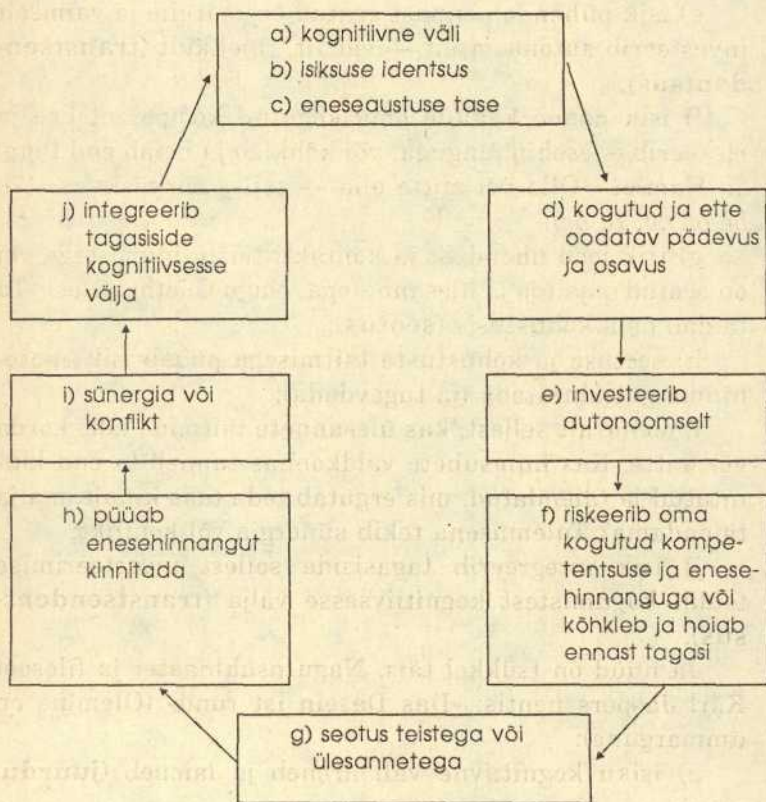 a) kognitiivne väli
b) isiksuse identsus
c) eneseaustuse tase
d) kogutud ja ette
oodatav pädevus
ja osavus
e) investeerib
autonoomselt
f) riskeerib oma
kogutud kompe-
tentsuse ja enese-
hinnanguga või
kõhkleb ja hoiab
ennast tagasi
g) seotus teistega või
ülesannetega
h) püüab
enesehinnangut
kinnitada
i) sünergia või
konflikt
j) integreerib
tagasiside
kognitiivsesse
välja